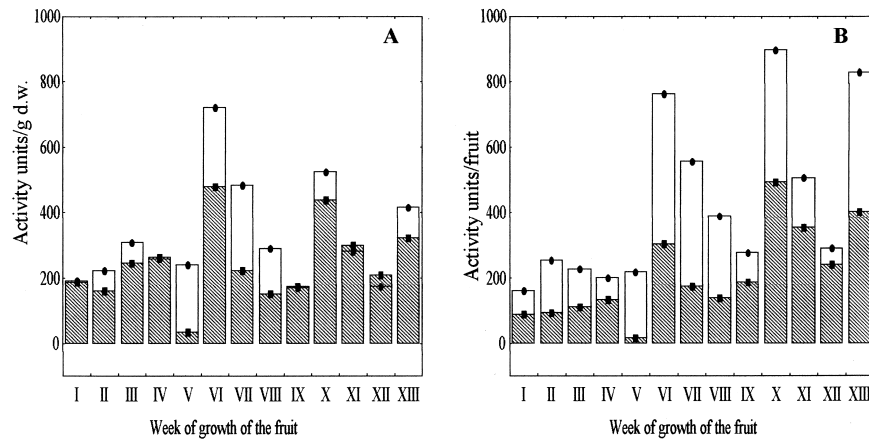 A
1000
800
600
400
200
0
Activity units/g d.w.
I II III IV V VI VII VIII IX X XI XII XIII
Week of growth of the fruit
B
1000
800
600
400
200
0
Activity units/fruit
I II III IV V VI VII VIII IX X XI XII XIII
Week of growth of the fruit